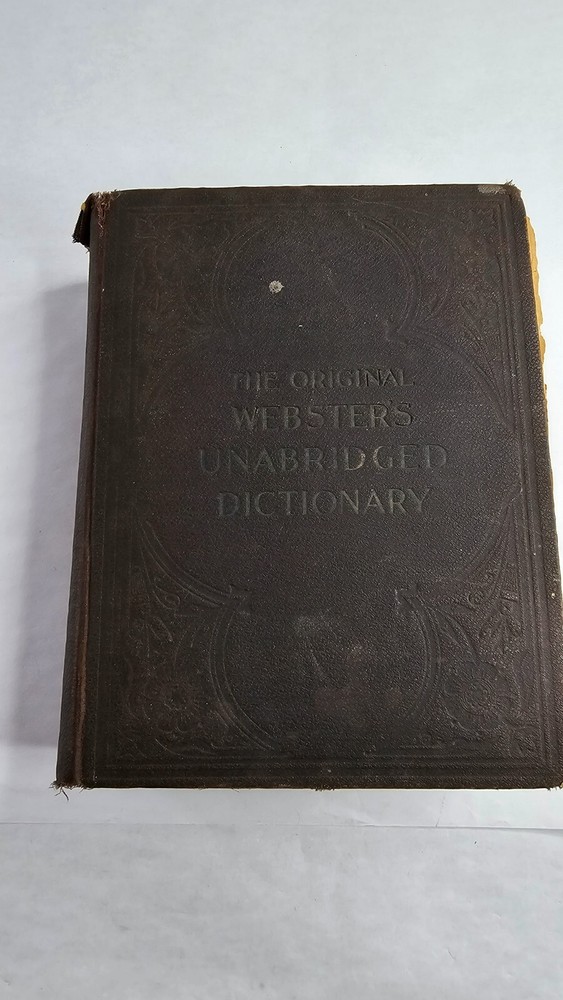 THE ORIGINAL
WEBSTER'S
UNABRIDGED
DICTIONARY